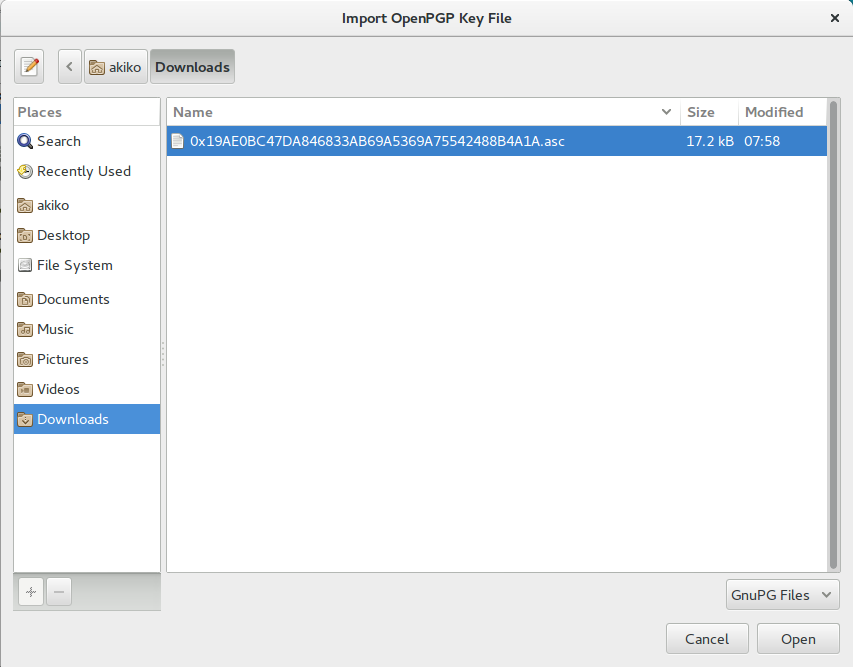 Import OpenPGP Key File
akiko Downloads
Places
Search
Recently Used
akiko
Desktop
File System
Documents
Music
Pictures
Videos
Downloads
Name Size Modified
0x19AE0BC47DA846833AB69A5369A75542488B4A1A.asc 17.2 kB 07:58
GnuPG Files
Cancel Open